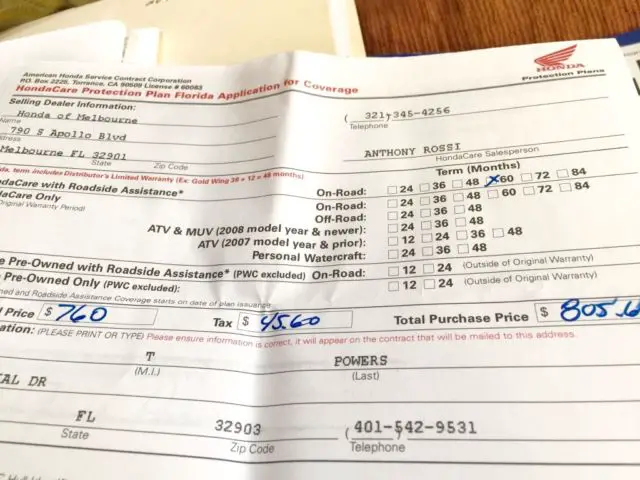 American Honda Service Contract Corporation
PO. Box 2225, Torrance, CA 90509 License # 60083
HondaCare Protection Plan Florida Application for Coverage
HONDA
Protection Plans
Selling Dealer Information:
Honda of Melbourne
Name
(321) 345-4256
Telephone
790 S Apollo Blvd
ANTHONY ROSSI
HondaCare Salesperson
Melbourne FL 32901
State Zip Code
term includes Distributor's Limited Warranty (Ex: Gold Wing 36 + 12 = 48 months)
Term (Months)
with Roadside Assistance* On-Road: 24 36 48 X 60 72 84
Only On-Road: 24 36 48 60 72 84
Original Warranty Period) Off-Road: 24 36 48
ATV & MUV (2008 model year & newer): 24 36 48
ATV (2007 model year & prior): 12 24 36 48
Personal Watercraft: 24 36 48
Pre-Owned with Roadside Assistance* (PWC excluded) On-Road: 12 24 (Outside of Original Warranty)
Pre-Owned Only (PWC excluded): 12 24 (Outside of Original Warranty)
and Roadside Assistance Coverage starts on date of plan issuance
Price $ 760 Tax $ 45.60 Total Purchase Price $ 805.
(PLEASE PRINT OR TYPE) Please ensure information is correct, it will appear on the contract that will be mailed to this address.
T POWERS
(M.I.) (Last)
DR
FL 32903 (401-542-9531
State Zip Code Telephone